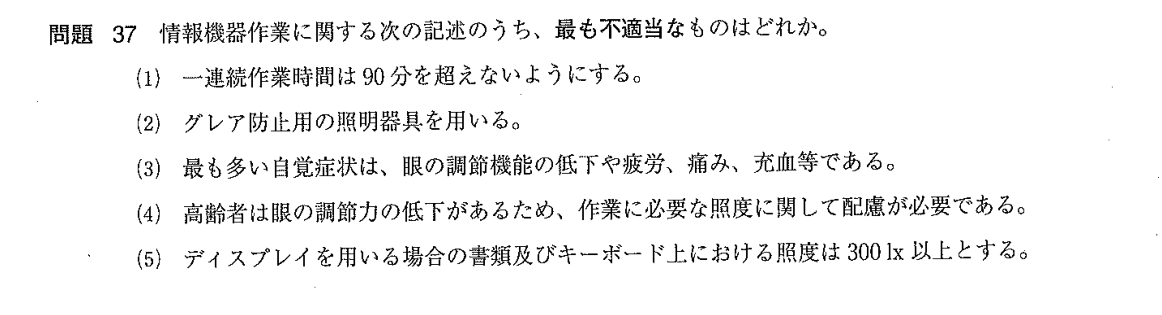 問題 37 情報機器作業に関する次の記述のうち、最も不適当なものはどれか。
(1) 一連続作業時間は 90 分を超えないようにする。
(2) グレア防止用の照明器具を用いる。
(3) 最も多い自覚症状は、眼の調節機能の低下や疲労、痛み、充血等である。
(4) 高齢者は眼の調節力の低下があるため、作業に必要な照度に関して配慮が必要である。
(5) ディスプレイを用いる場合の書類及びキーボード上における照度は 300 lx 以上とする。